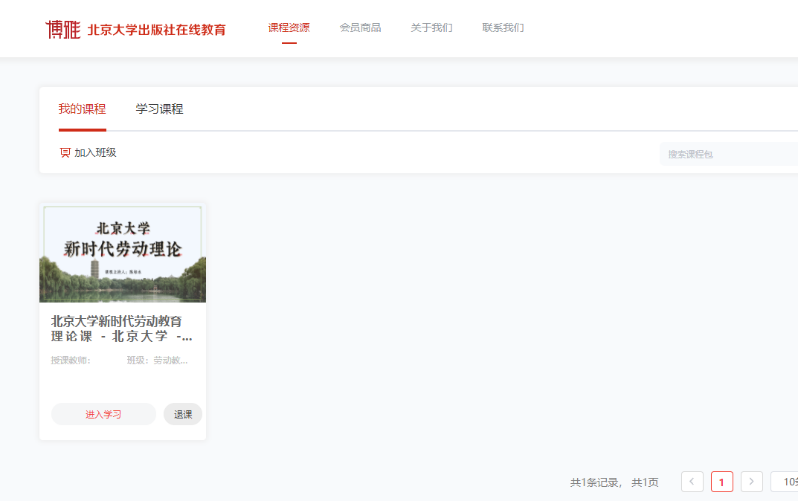 博雅 北京大学出版社在线教育 课程资源 会员商品 关于我们 联系我们
我的课程 学习课程
加入班级 搜索课程包
北京大学
新时代劳动理论
北京大学新时代劳动教育
理论课 - 北京大学 -...
授课教师： 班级：劳动教...
进入学习 退课
共1条记录， 共1页 1 10条